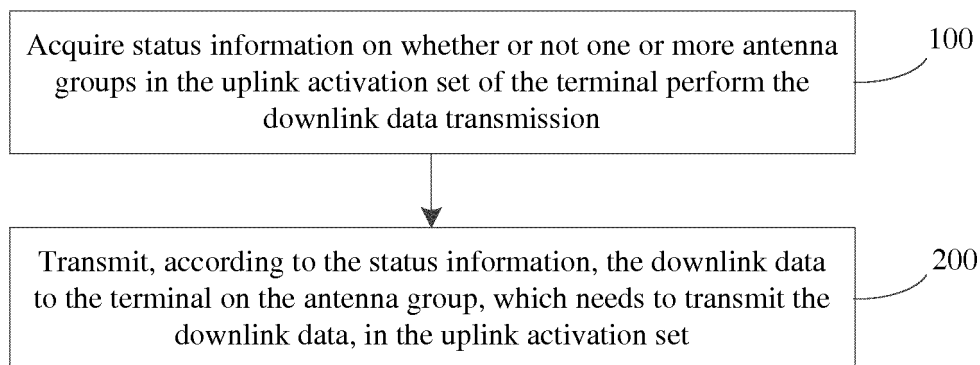 Acquire status information on whether or not one or more antenna
groups in the uplink activation set of the terminal perform the
downlink data transmission
100
Transmit, according to the status information, the downlink data
to the terminal on the antenna group, which needs to transmit the
downlink data, in the uplink activation set
200